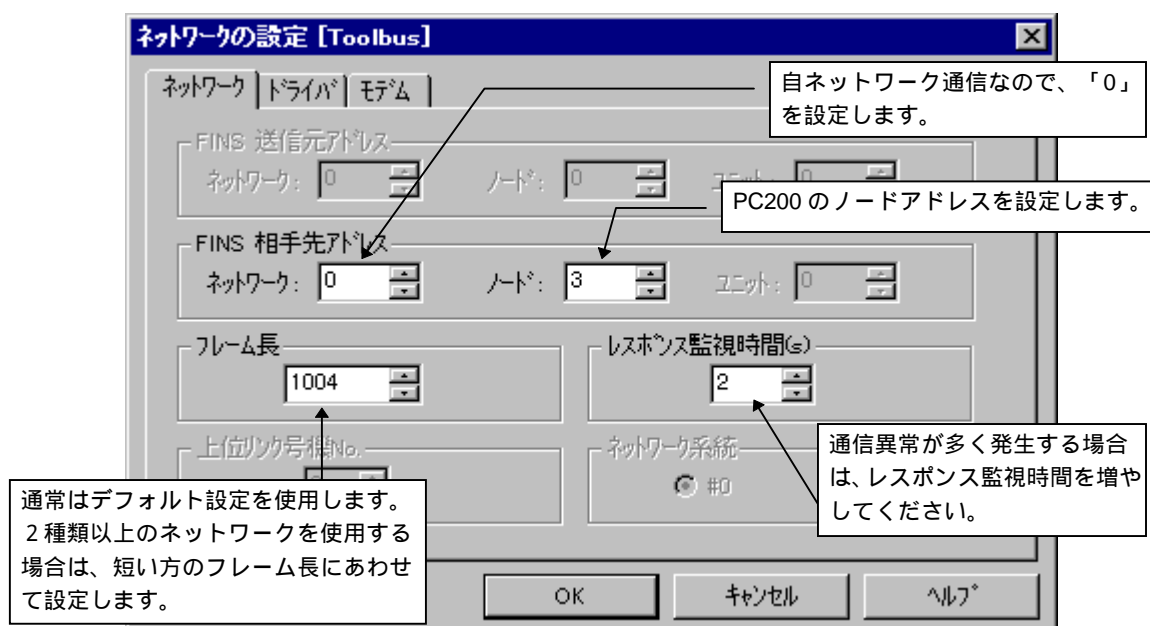 ネットワークの設定 [Toolbus]
ネットワーク ドライバ モデム
自ネットワーク通信なので、「0」
を設定します。
FINS 送信元アドレス
ネットワーク: 0 ノード: 0 ユニット: 0
PC200 のノードアドレスを設定します。
FINS 相手先アドレス
ネットワーク: 0 ノード: 3 ユニット: 0
フレーム長
1004
レスポンス監視時間(s)
2
上位リンク号機No.
ネットワーク系統
#0
通信異常が多く発生する場合
は、レスポンス監視時間を増や
してください。
通常はデフォルト設定を使用します。
2種類以上のネットワークを使用する
場合は、短い方のフレーム長にあわせ
て設定します。
OK キャンセル ヘルプ